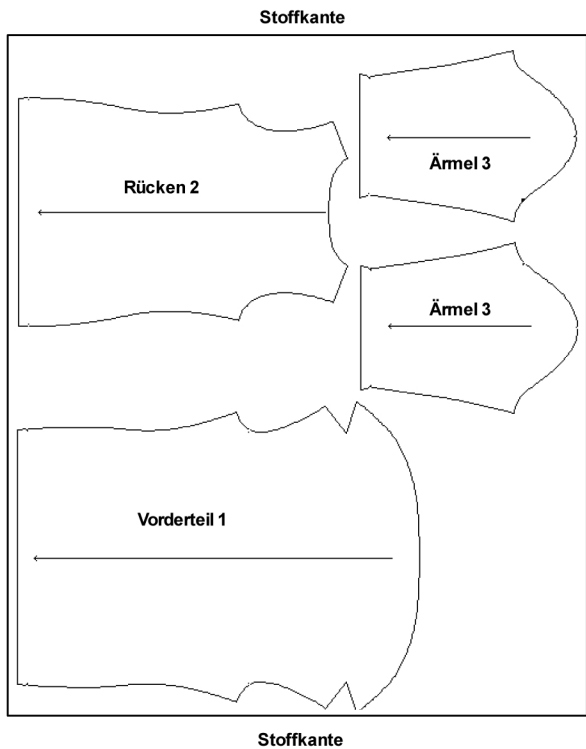 Stoffkante
Ärmel 3
Rücken 2
Ärmel 3
Vorderteil 1
Stoffkante